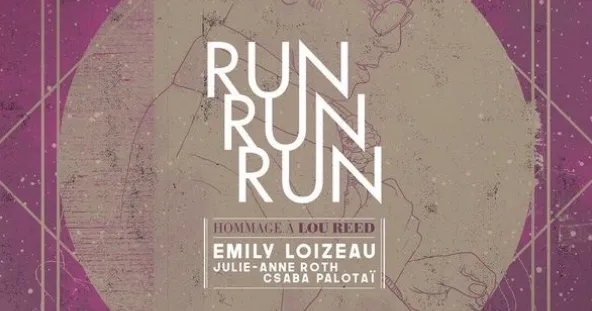 RUN
RUN
RUN
HOMMAGE A LOU REED
EMILY LOIZEAU
JULIE-ANNE ROTH
CSABA PALOTAÏ